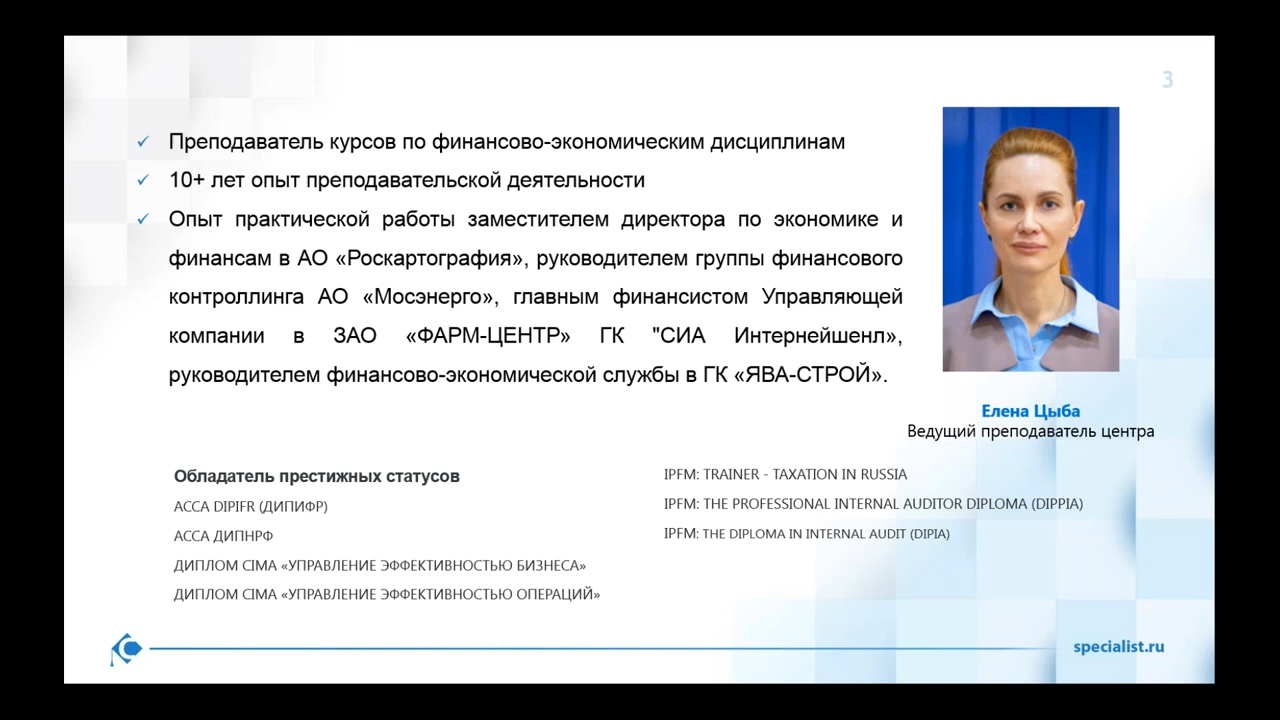 3
Преподаватель курсов по финансово-экономическим дисциплинам
10+ лет опыт преподавательской деятельности
Опыт практической работы заместителем директора по экономике и
финансам в АО «Роскартография», руководителем группы финансового
контроллинга АО «Мосэнерго», главным финансистом Управляющей
компании в ЗАО «ФАРМ-ЦЕНТР» ГК "СИА Интернейшенл»,
руководителем финансово-экономической службы в ГК «ЯВА-СТРОЙ».
Елена Цыба
Ведущий преподаватель центра
Обладатель престижных статусов
АССА DIPIFR (ДИПИФР)
АССА ДИПНРФ
ДИПЛОМ CIMA «УПРАВЛЕНИЕ ЭФФЕКТИВНОСТЬЮ БИЗНЕСА»
ДИПЛОМ CIMA «УПРАВЛЕНИЕ ЭФФЕКТИВНОСТЬЮ ОПЕРАЦИЙ»
IPFM: TRAINER - TAXATION IN RUSSIA
IPFM: THE PROFESSIONAL INTERNAL AUDITOR DIPLOMA (DIPPIA)
IPFM: THE DIPLOMA IN INTERNAL AUDIT (DIPIA)
specialist.ru